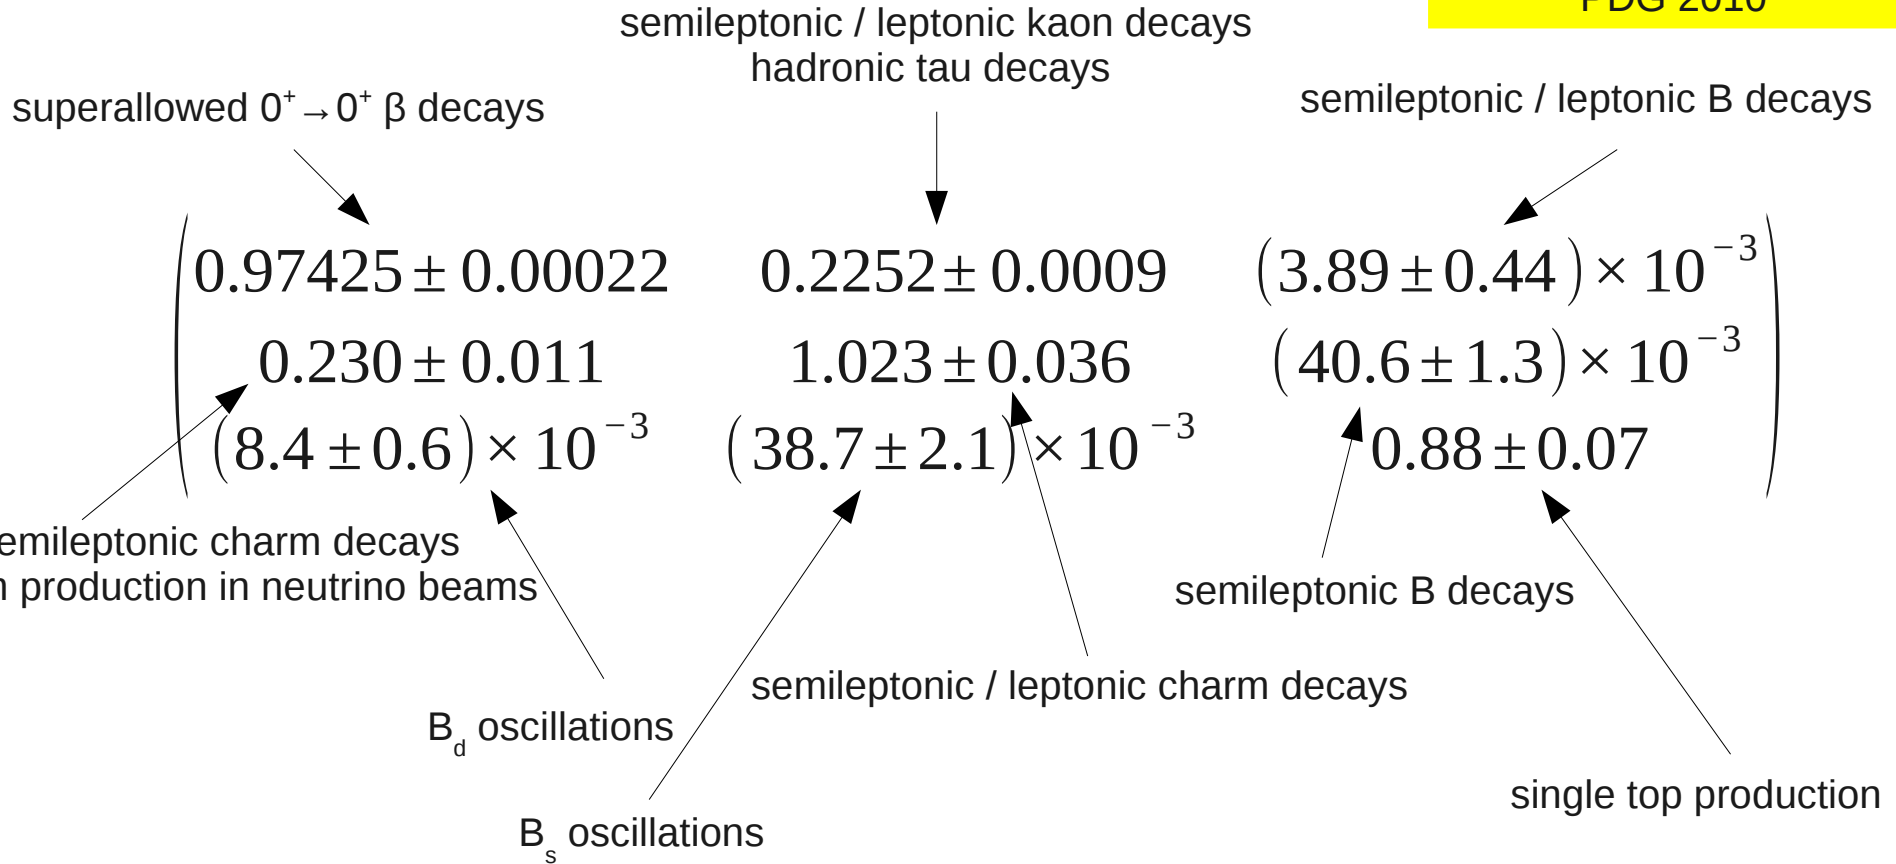 PDG 2010
semileptonic / leptonic kaon decays
hadronic tau decays
superallowed 0⁺→0⁺ β decays
semileptonic / leptonic B decays
0.97425 ± 0.00022 0.2252 ± 0.0009 (3.89 ± 0.44) × 10⁻³
0.230 ± 0.011 1.023 ± 0.036 (40.6 ± 1.3) × 10⁻³
(8.4 ± 0.6) × 10⁻³ (38.7 ± 2.1) × 10⁻³ 0.88 ± 0.07
emileptonic charm decays
production in neutrino beams
semileptonic B decays
semileptonic / leptonic charm decays
B_d oscillations
single top production
B_s oscillations